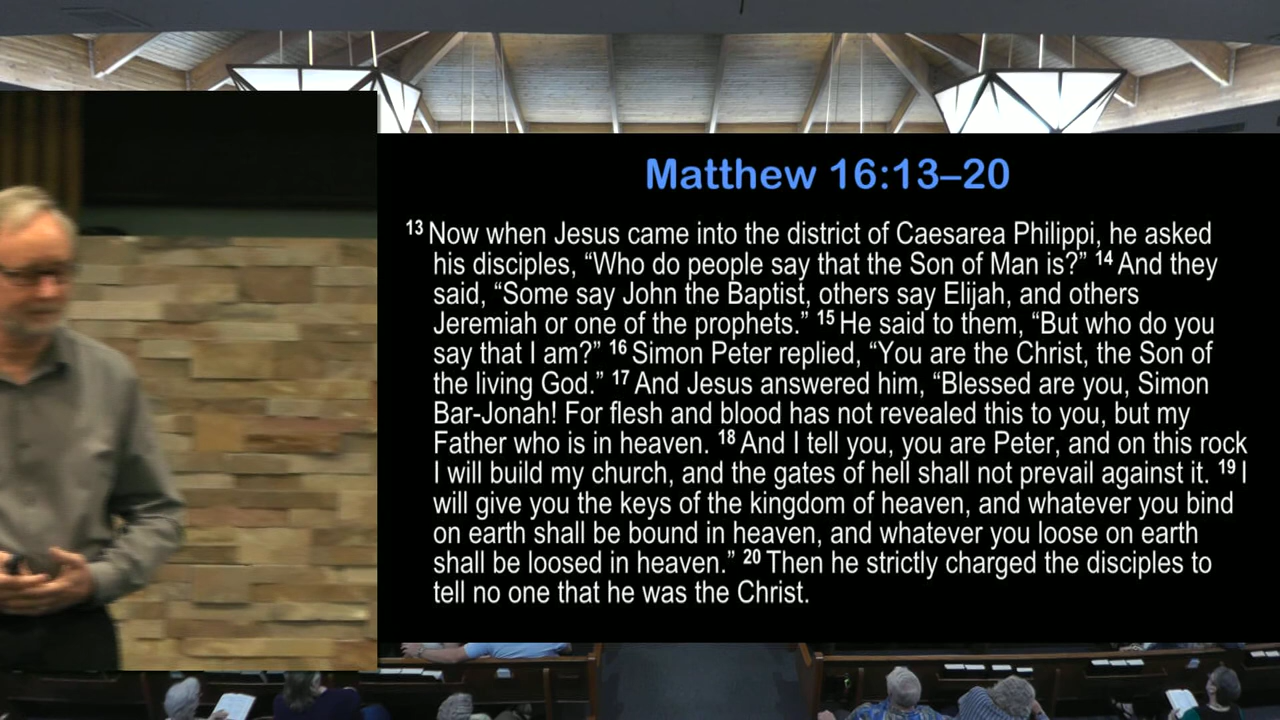 Matthew 16:13–20
13 Now when Jesus came into the district of Caesarea Philippi, he asked
his disciples, “Who do people say that the Son of Man is?” 14 And they
said, “Some say John the Baptist, others say Elijah, and others
Jeremiah or one of the prophets.” 15 He said to them, “But who do you
say that I am?” 16 Simon Peter replied, “You are the Christ, the Son of
the living God.” 17 And Jesus answered him, “Blessed are you, Simon
Bar-Jonah! For flesh and blood has not revealed this to you, but my
Father who is in heaven. 18 And I tell you, you are Peter, and on this rock
I will build my church, and the gates of hell shall not prevail against it. 19 I
will give you the keys of the kingdom of heaven, and whatever you bind
on earth shall be bound in heaven, and whatever you loose on earth
shall be loosed in heaven.” 20 Then he strictly charged the disciples to
tell no one that he was the Christ.